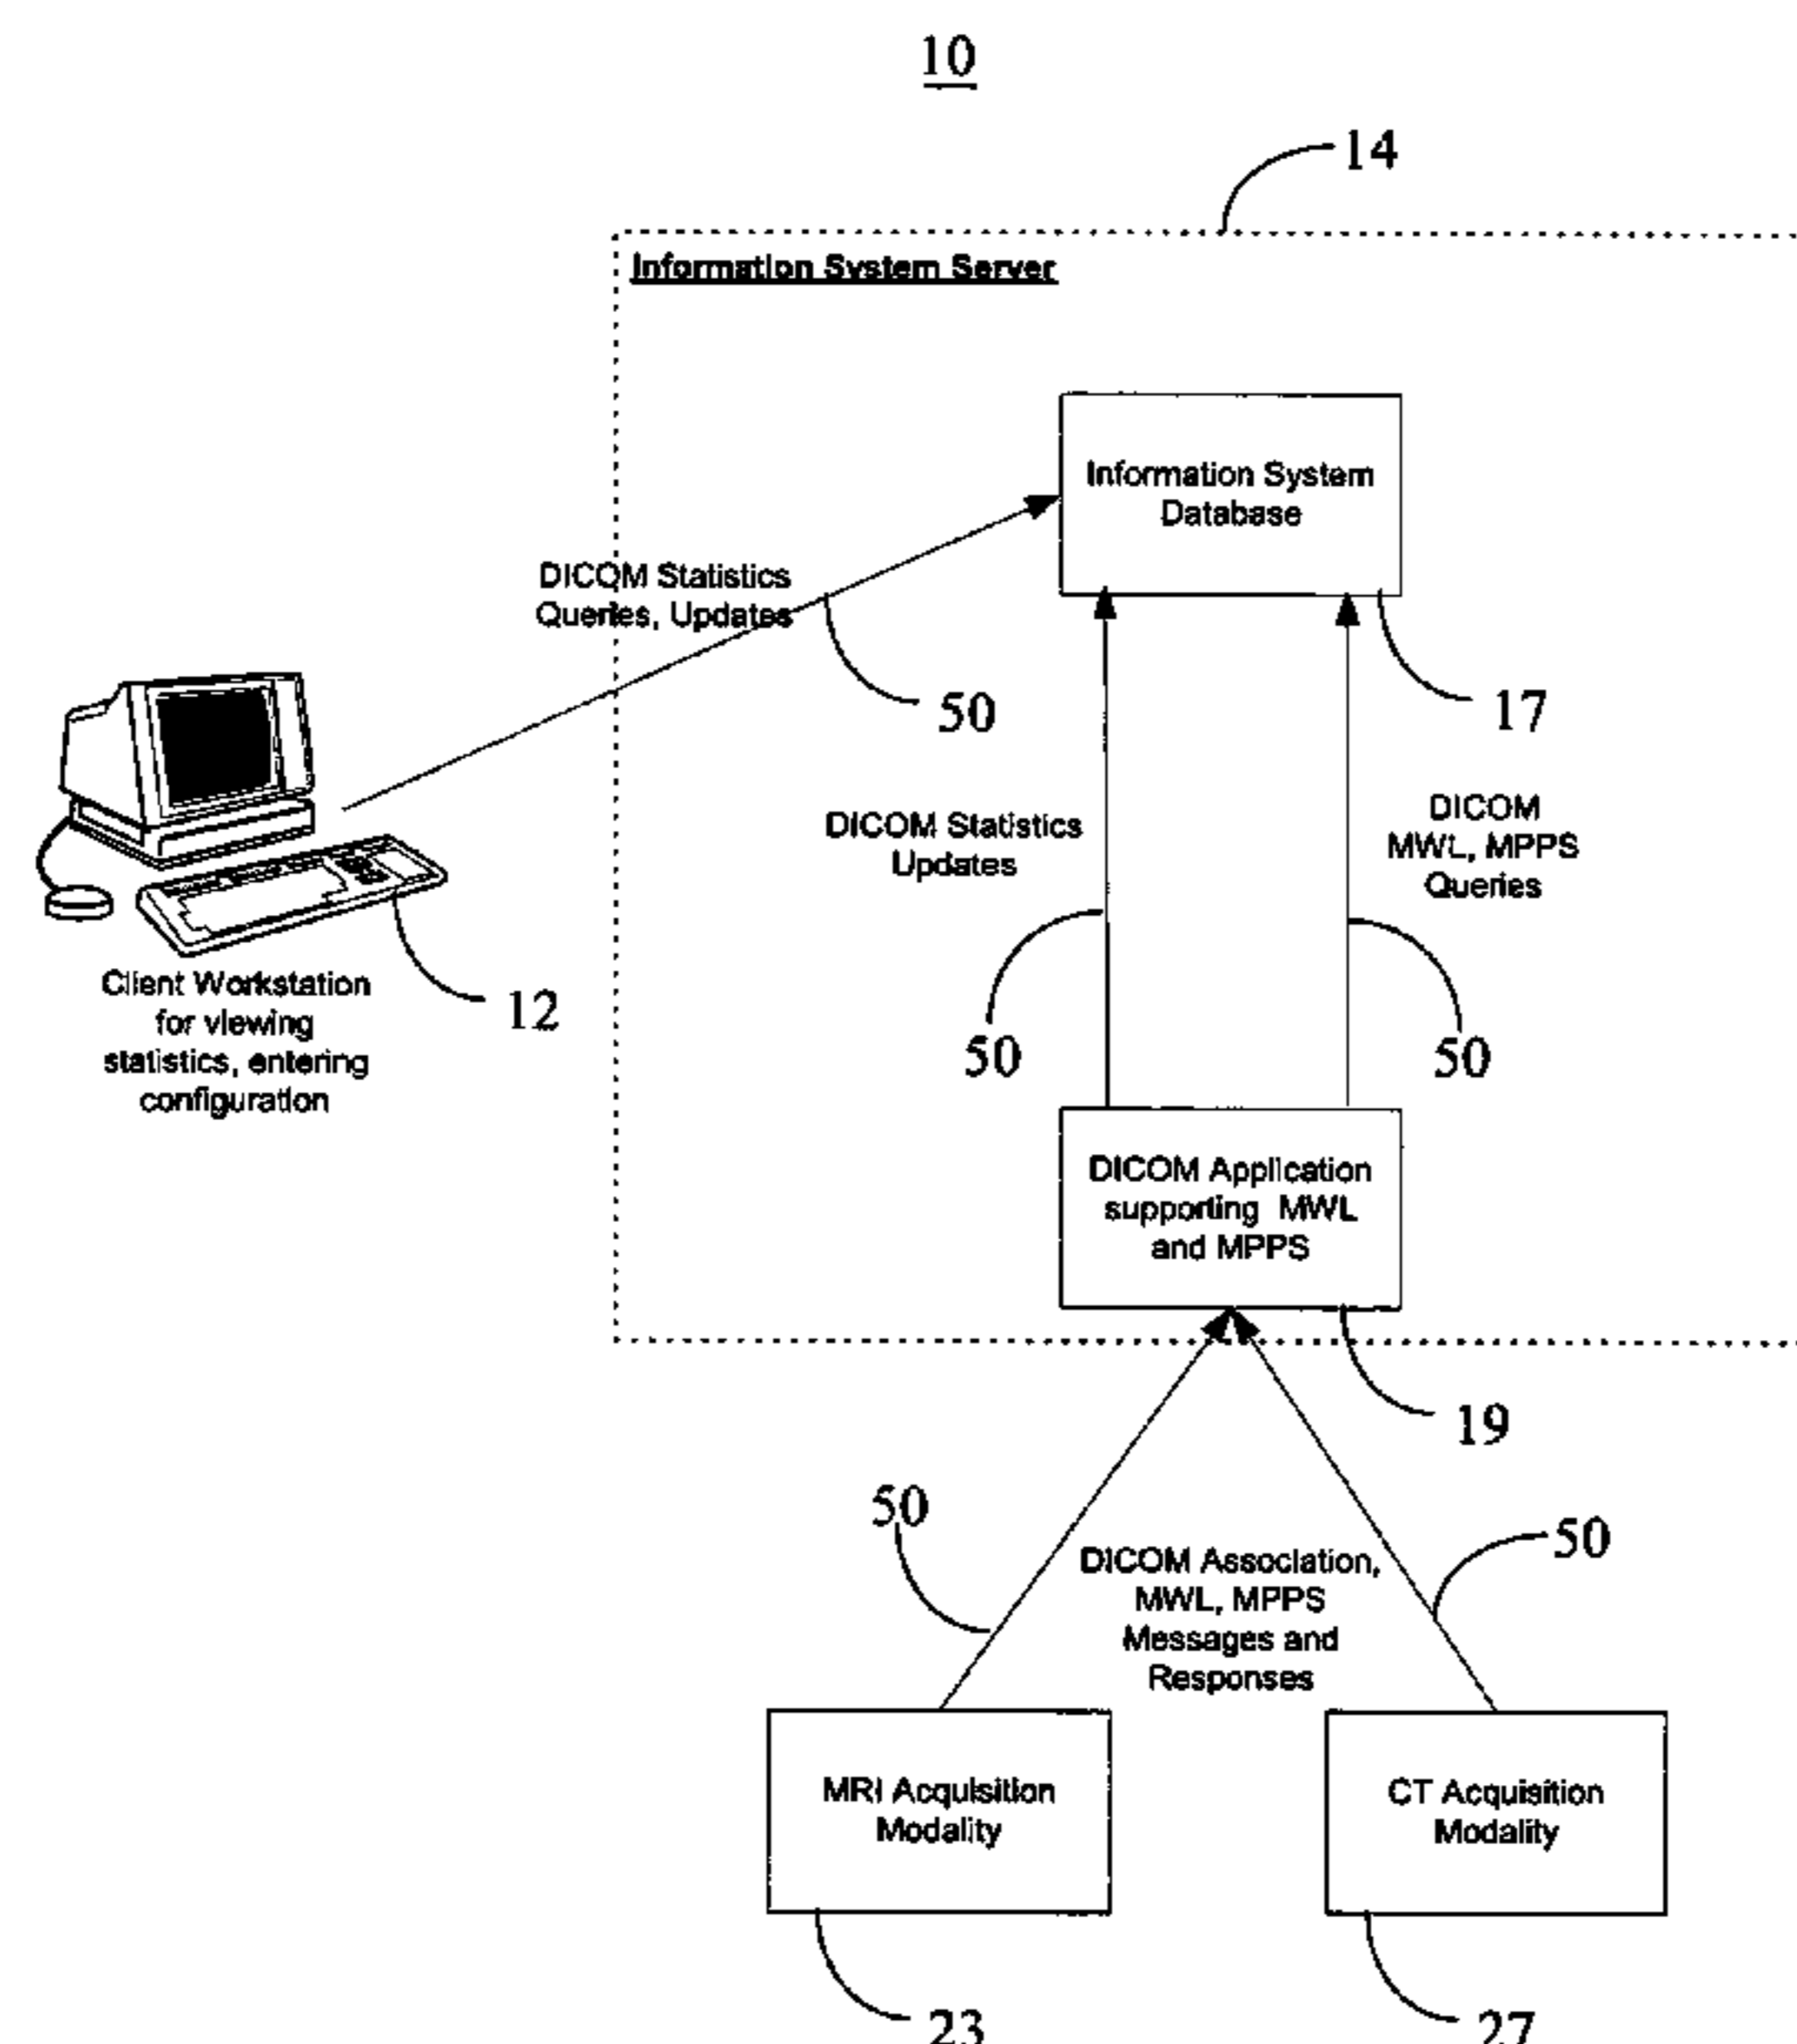 10
14
Information System Server
Information System
Database
DICOM Statistics
Queries, Updates
50
17
DICOM Statistics
Updates
DICOM
MWL, MPPS
Queries
Client Workstation
for viewing
statistics, entering
configuration
12
50
50
DICOM Application
supporting MWL
and MPPS
19
50
50
DICOM Association,
MWL, MPPS
Messages and
Responses
MRI Acquisition
Modality
CT Acquisition
Modality
23
27